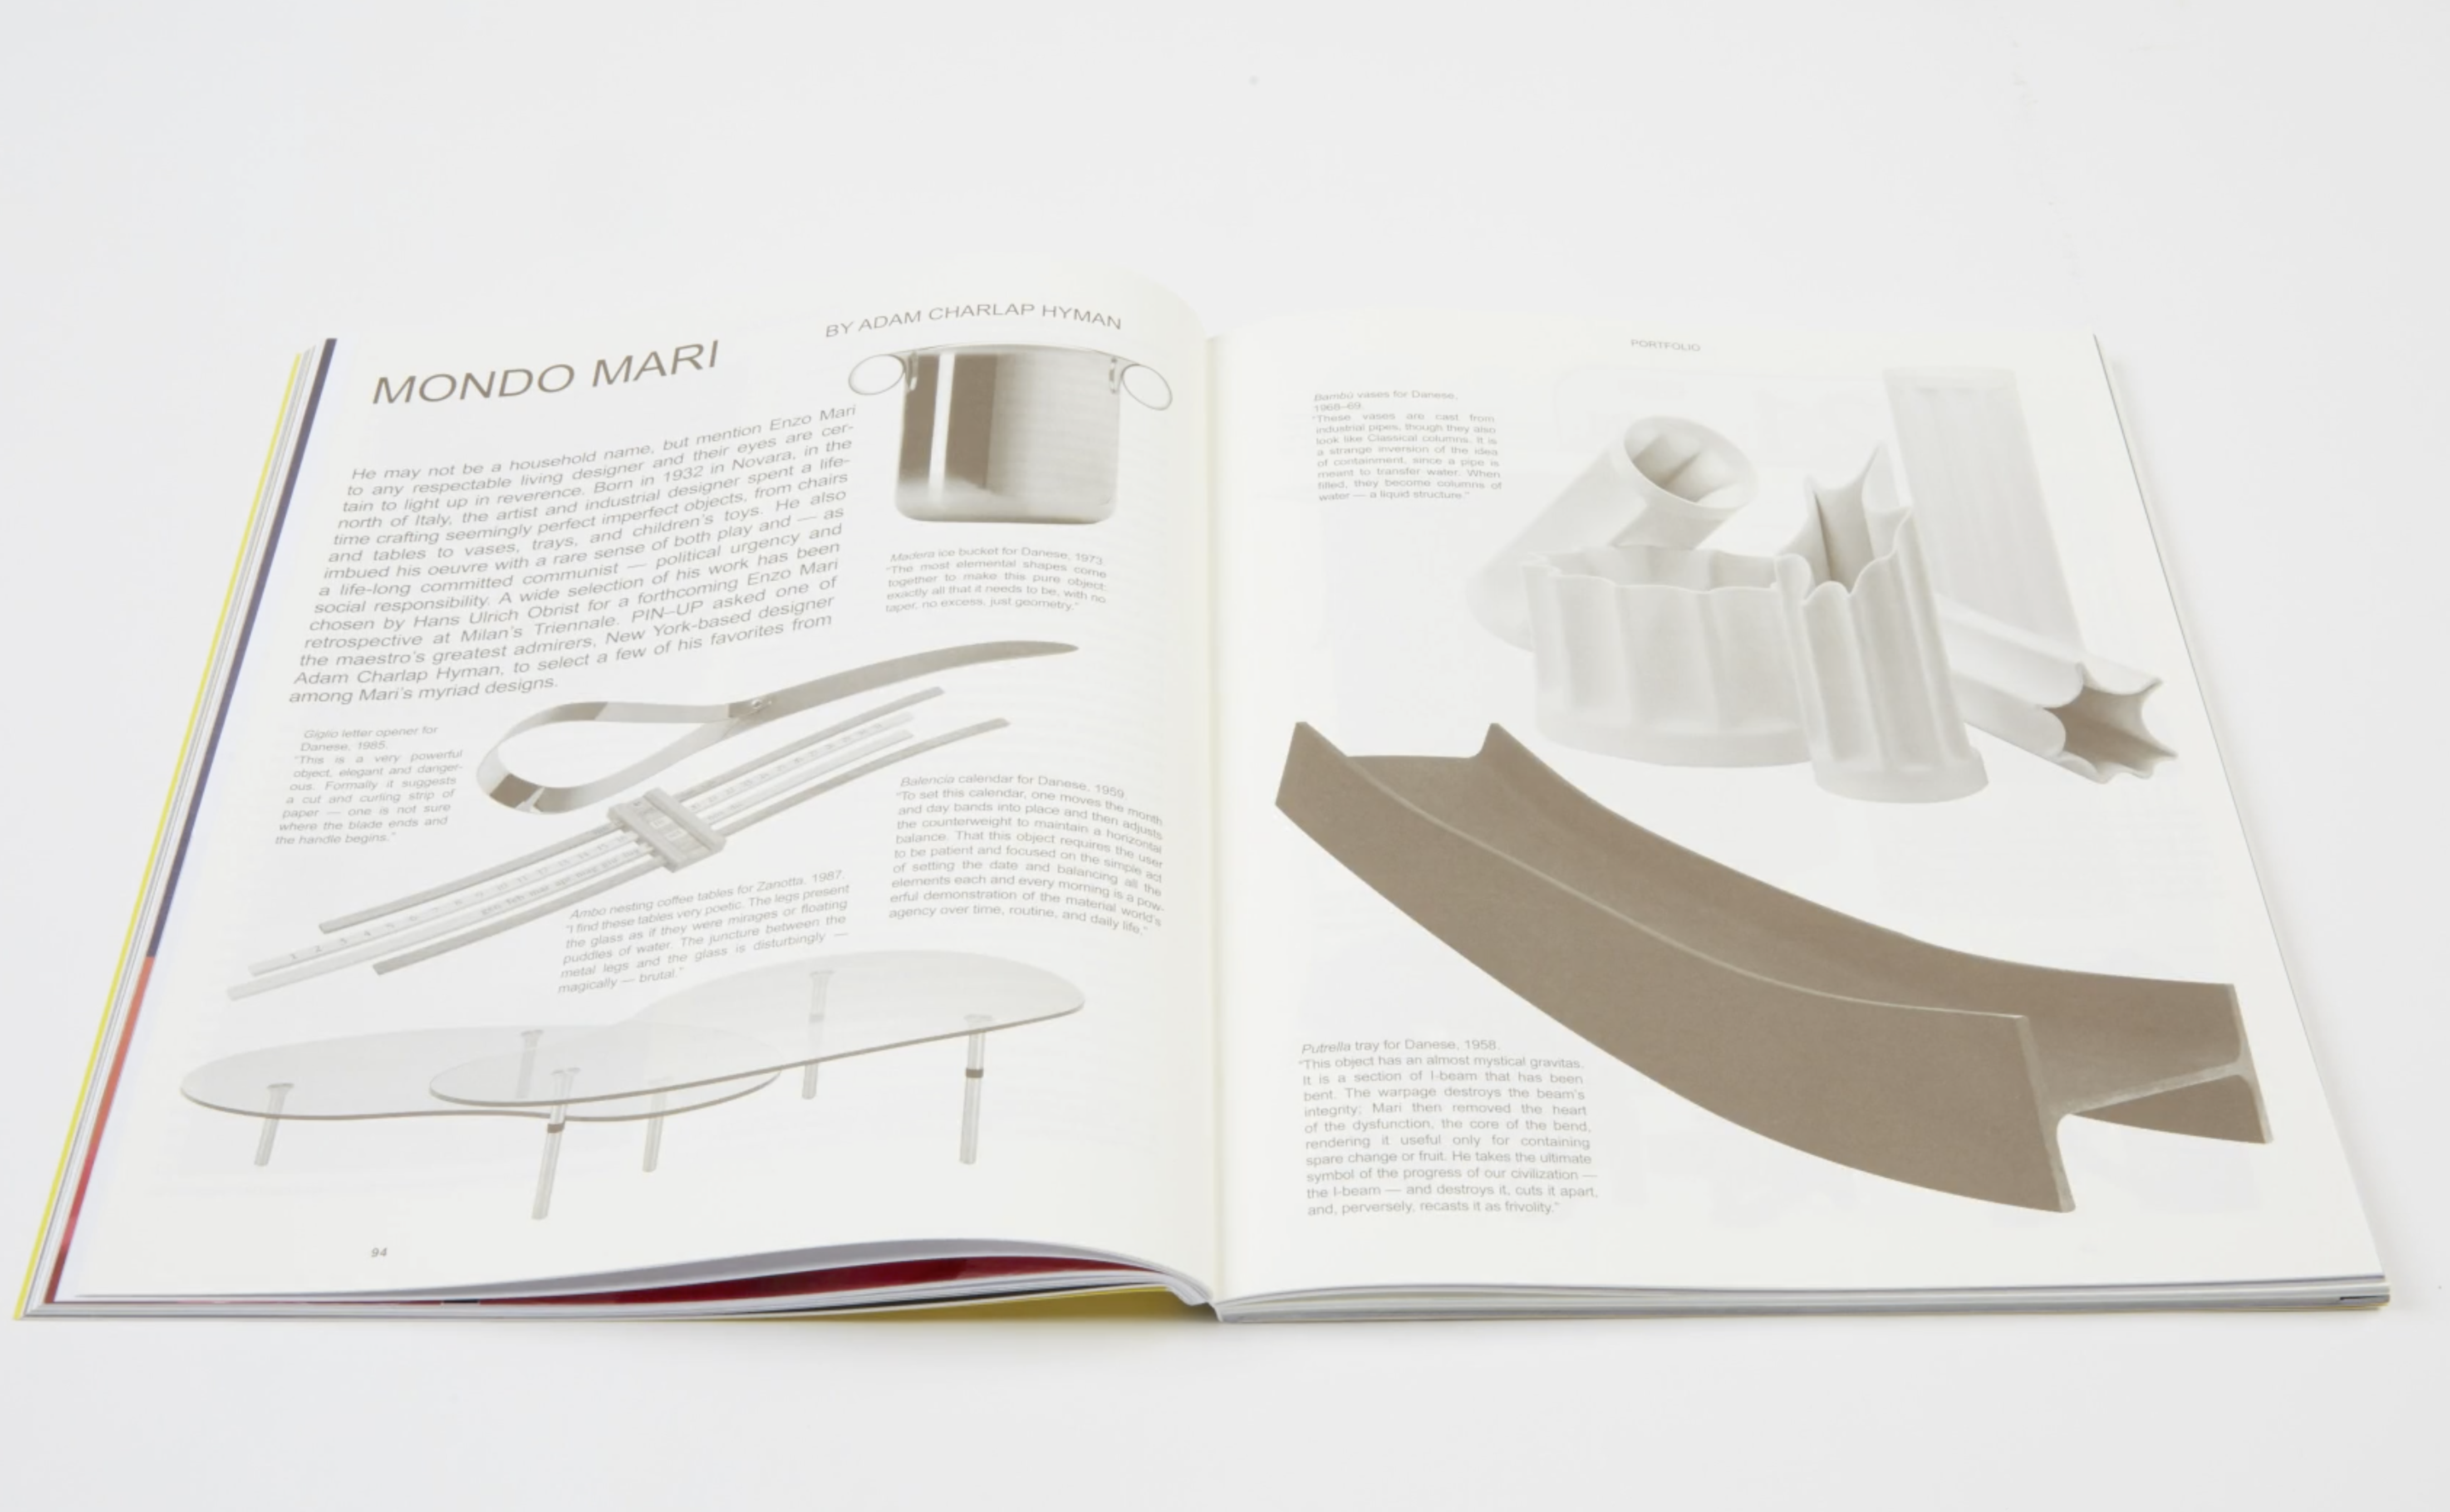 MONDO MARI
BY ADAM CHARLAP HYMAN
He may not be a household name, but mention Enzo Mari
to any respectable living designer and their eyes are cer-
tain to light up in reverence. Born in 1932 in Novara, in the
north of Italy, the artist and industrial designer spent a life-
time crafting seemingly perfect imperfect objects, from chairs
and tables to vases, trays, and children's toys. He also
imbued his oeuvre with a rare sense of both play and — as
a life-long committed communist — political urgency and
social responsibility. A wide selection of his work has been
chosen by Hans Ulrich Obrist for a forthcoming Enzo Mari
retrospective at Milan's Triennale. PIN–UP asked one of
the maestro's greatest admirers, New York-based designer
Adam Charlap Hyman, to select a few of his favorites from
among Mari's myriad designs.
Madera ice bucket for Danese, 1973.
"The most elemental shapes come
together to make this pure object:
exactly all that it needs to be, with no
taper, no excess, just geometry."
Giglio letter opener for
Danese, 1985.
"This is a very powerful
object, elegant and danger-
ous. Formally it suggests
a cut and curling strip of
paper — one is not sure
where the blade ends and
the handle begins."
Balencia calendar for Danese, 1959.
"To set this calendar, one moves the month
and day bands into place and then adjusts
the counterweight to maintain a horizontal
balance. That this object requires the user
to be patient and focused on the simple act
of setting the date and balancing all the
elements each and every morning is a pow-
erful demonstration of the material world's
agency over time, routine, and daily life."
Ambo nesting coffee tables for Zanotta, 1987.
"I find these tables very poetic. The legs present
the glass as if they were mirages or floating
puddles of water. The juncture between the
metal legs and the glass is disturbingly —
magically — brutal."
94
PORTFOLIO
Bambù vases for Danese,
1968–69.
"These vases are cast from
industrial pipes, though they also
look like Classical columns. It is
a strange inversion of the idea
of containment, since a pipe is
meant to transfer water. When
filled, they become columns of
water — a liquid structure."
Putrella tray for Danese, 1958.
"This object has an almost mystical gravitas.
It is a section of I-beam that has been
bent. The warpage destroys the beam's
integrity; Mari then removed the heart
of the dysfunction, the core of the bend,
rendering it useful only for containing
spare change or fruit. He takes the ultimate
symbol of the progress of our civilization —
the I-beam — and destroys it, cuts it apart,
and, perversely, recasts it as frivolity."